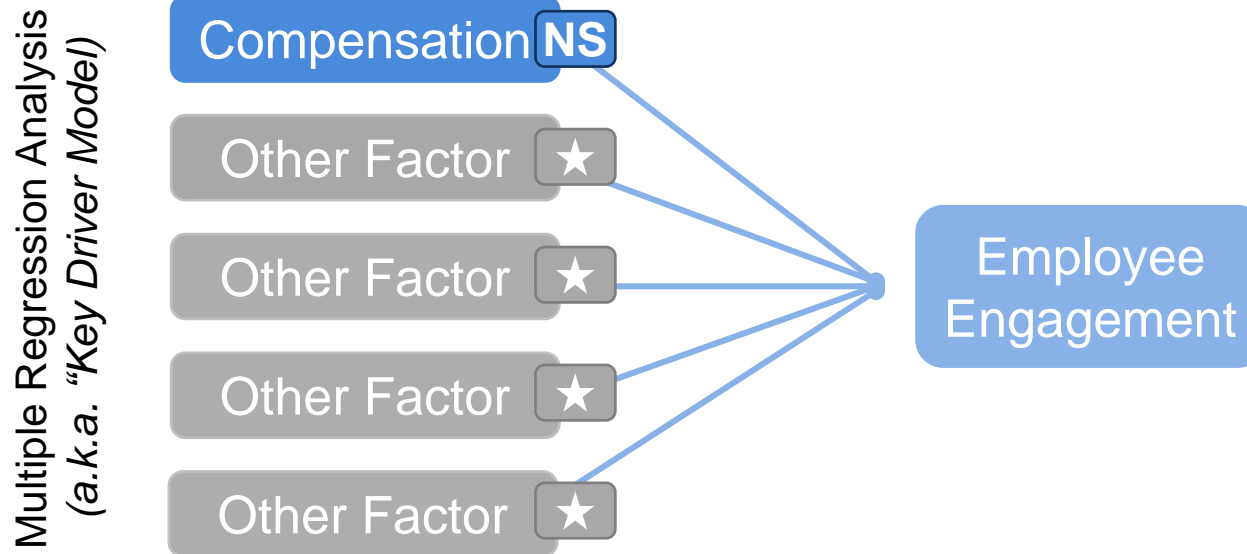 Multiple Regression Analysis
(a.k.a. “Key Driver Model)
Compensation NS
Other Factor ★
Other Factor ★
Other Factor ★
Other Factor ★
Employee
Engagement